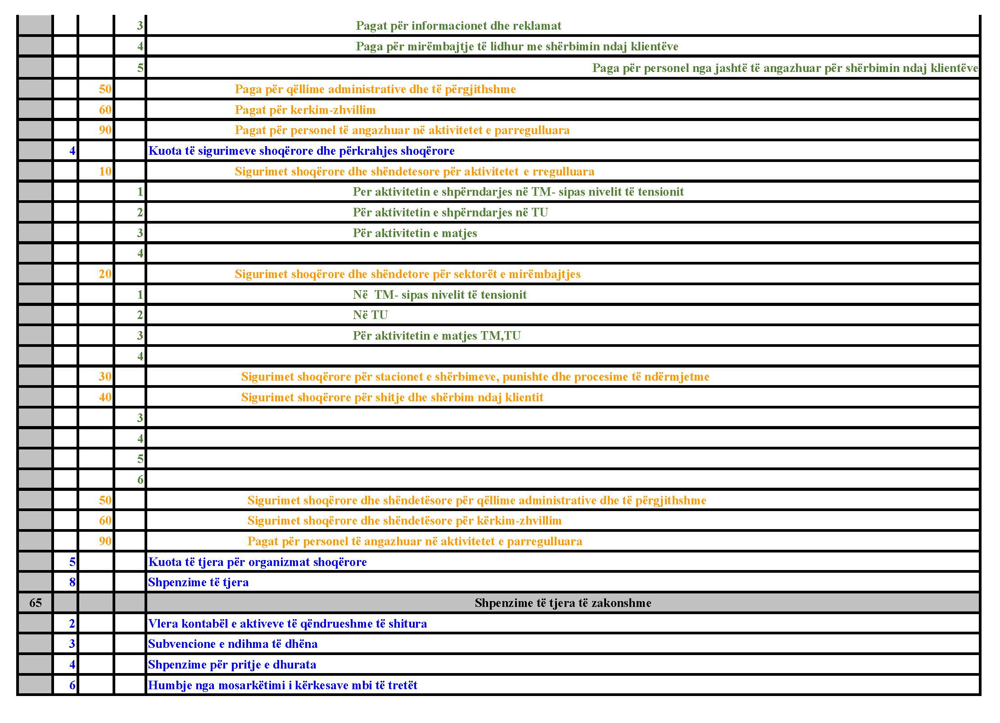 3 Pagat për informacionet dhe reklamat
4 Paga për mirëmbajtje të lidhur me shërbimin ndaj klientëve
5 Paga për personel nga jashtë të angazhuar për shërbimin ndaj klientëve
50 Paga për qëllime administrative dhe të përgjithshme
60 Pagat për kerkim-zhvillim
90 Pagat për personel të angazhuar në aktivitetet e parregulluara
4 Kuota të sigurimeve shoqërore dhe përkrahjes shoqërore
10 Sigurimet shoqërore dhe shëndetesore për aktivitetet e rregulluara
1 Per aktivitetin e shpërndarjes në TM- sipas nivelit të tensionit
2 Për aktivitetin e shpërndarjes në TU
3 Për aktivitetin e matjes
4
20 Sigurimet shoqërore dhe shëndetore për sektorët e mirëmbajtjes
1 Në TM- sipas nivelit të tensionit
2 Në TU
3 Për aktivitetin e matjes TM,TU
4
30 Sigurimet shoqërore për stacionet e shërbimeve, punishte dhe procesime të ndërmjetme
40 Sigurimet shoqërore për shitje dhe shërbim ndaj klientit
3
4
5
6
50 Sigurimet shoqërore dhe shëndetësore për qëllime administrative dhe të përgjithshme
60 Sigurimet shoqërore dhe shëndetësore për kërkim-zhvillim
90 Pagat për personel të angazhuar në aktivitetet e parregulluara
5 Kuota të tjera për organizmat shoqërore
8 Shpenzime të tjera
65 Shpenzime të tjera të zakonshme
2 Vlera kontabël e aktiveve të qëndrueshme të shitura
3 Subvencione e ndihma të dhëna
4 Shpenzime për pritje e dhurata
6 Humbje nga mosarkëtimi i kërkesave mbi të tretët